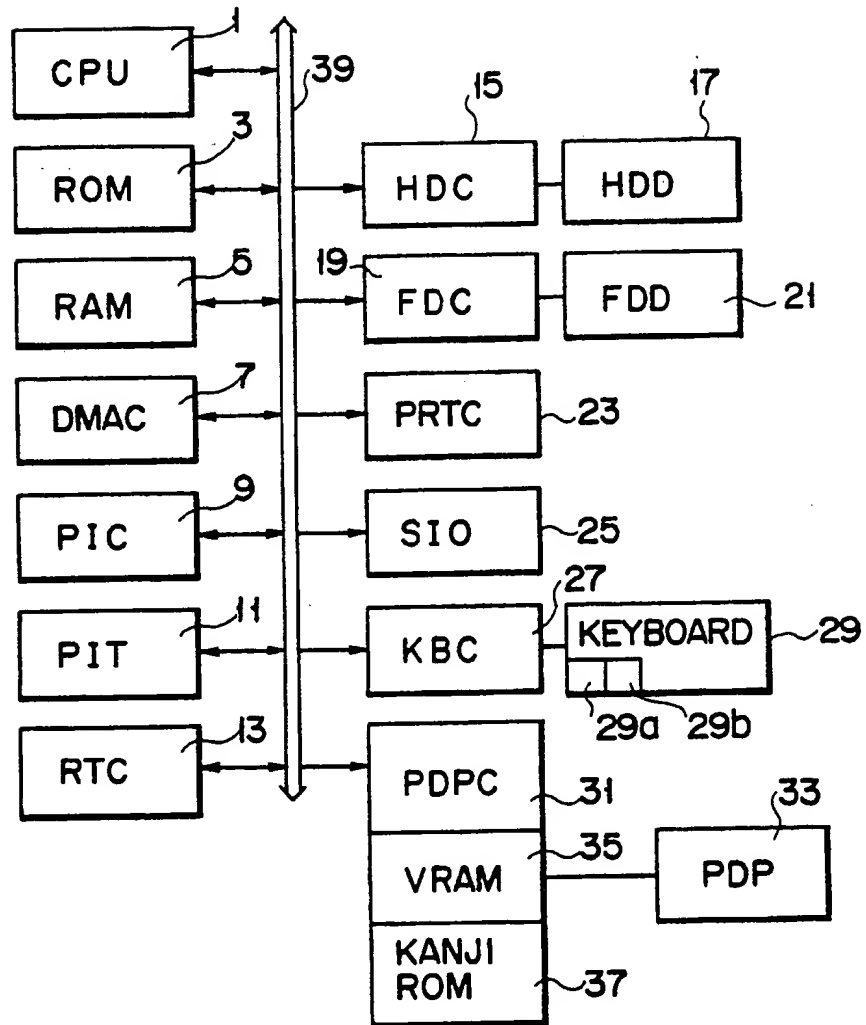 1
CPU
39
15
17
3
ROM
HDC
HDD
5
RAM
19
FDC
FDD
21
7
DMAC
PRTC
23
9
PIC
SIO
25
11
PIT
27
KBC
KEYBOARD
29
29a
29b
13
RTC
PDPC
31
33
35
VRAM
PDP
KANJI
ROM
37